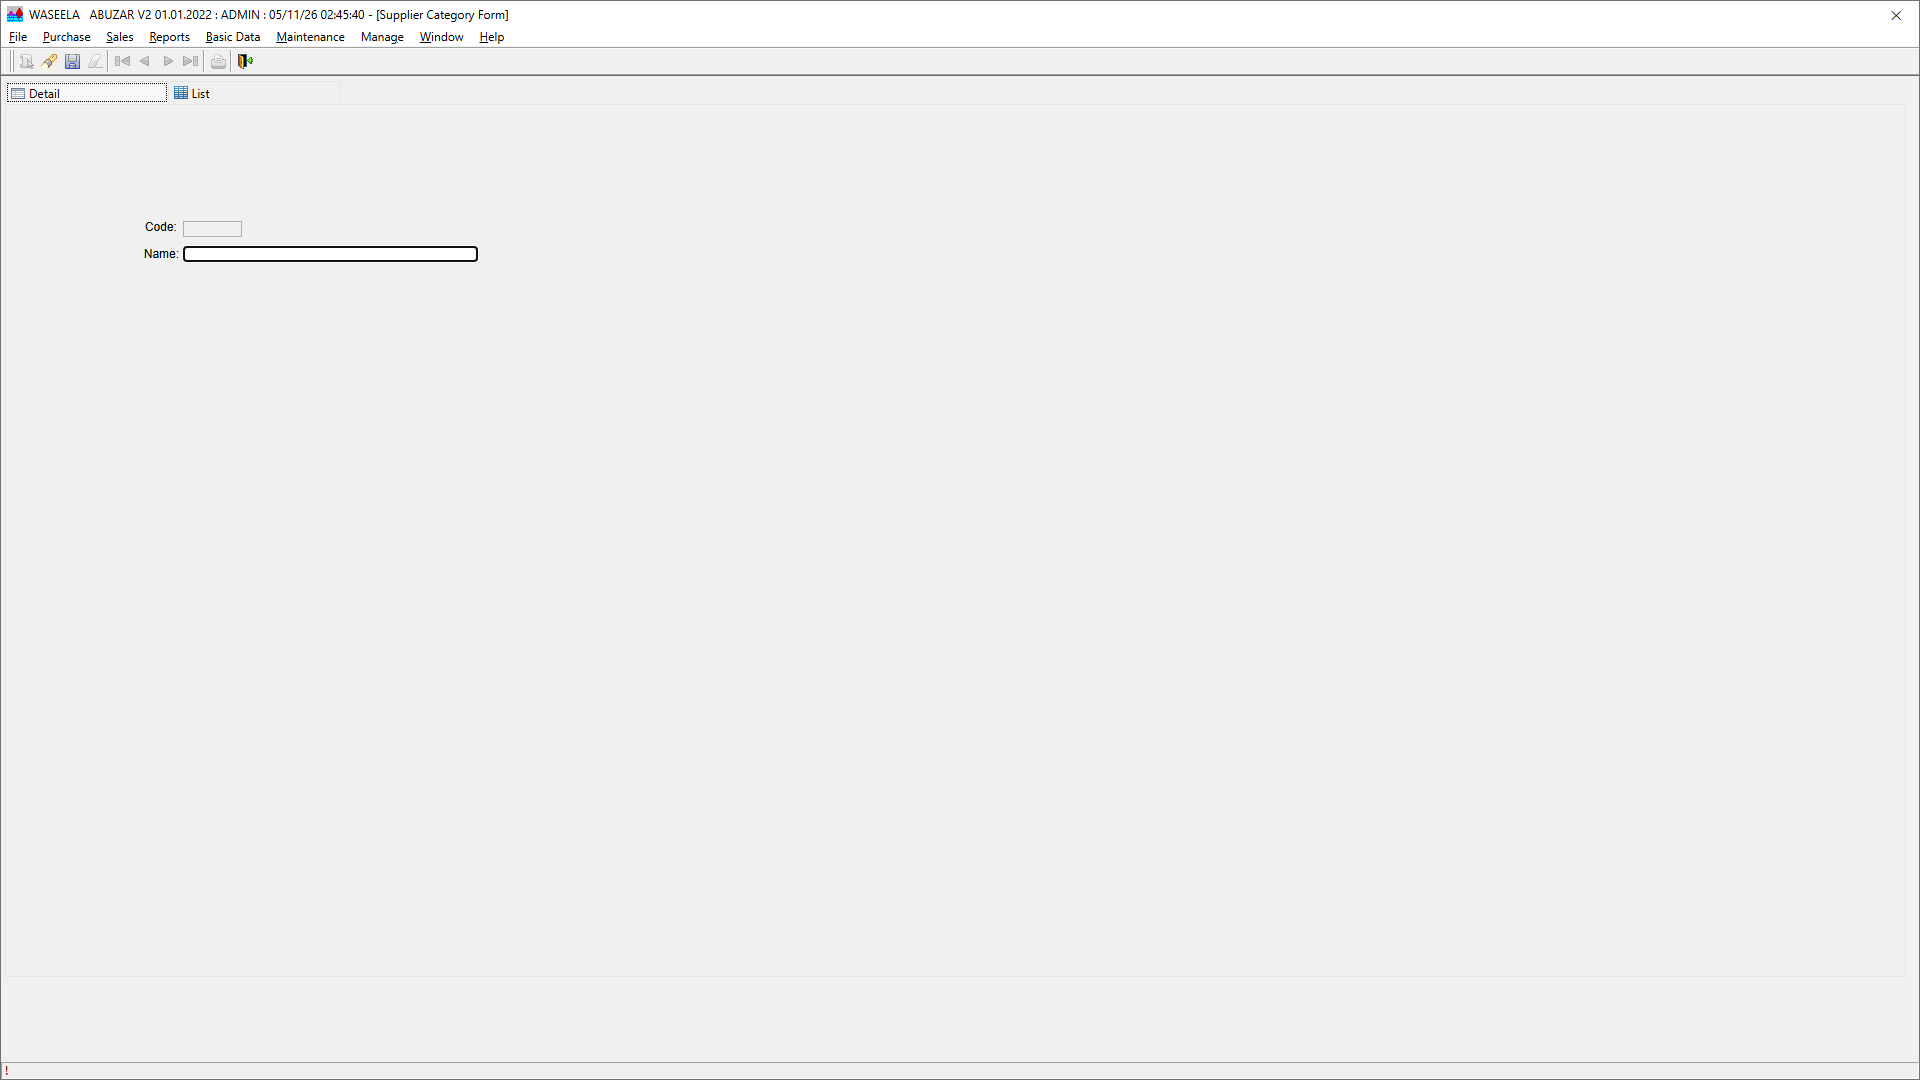 WASEELA   ABUZAR V2 01.01.2022 : ADMIN : 05/11/26 02:45:40 - [Supplier Category Form]
File Purchase Sales Reports Basic Data Maintenance Manage Window Help
Detail List
Code:
Name:
!